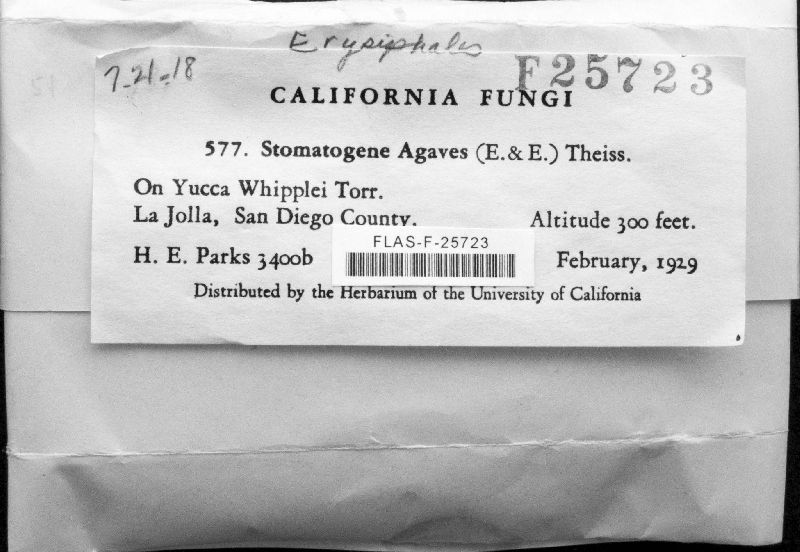 Erysiphales
7-21-18
F25723
CALIFORNIA FUNGI
577. Stomatogene Agaves (E. & E.) Theiss.
On Yucca Whipplei Torr.
La Jolla, San Diego County. Altitude 300 feet.
FLAS-F-25723
H. E. Parks 3400b February, 1929
Distributed by the Herbarium of the University of California